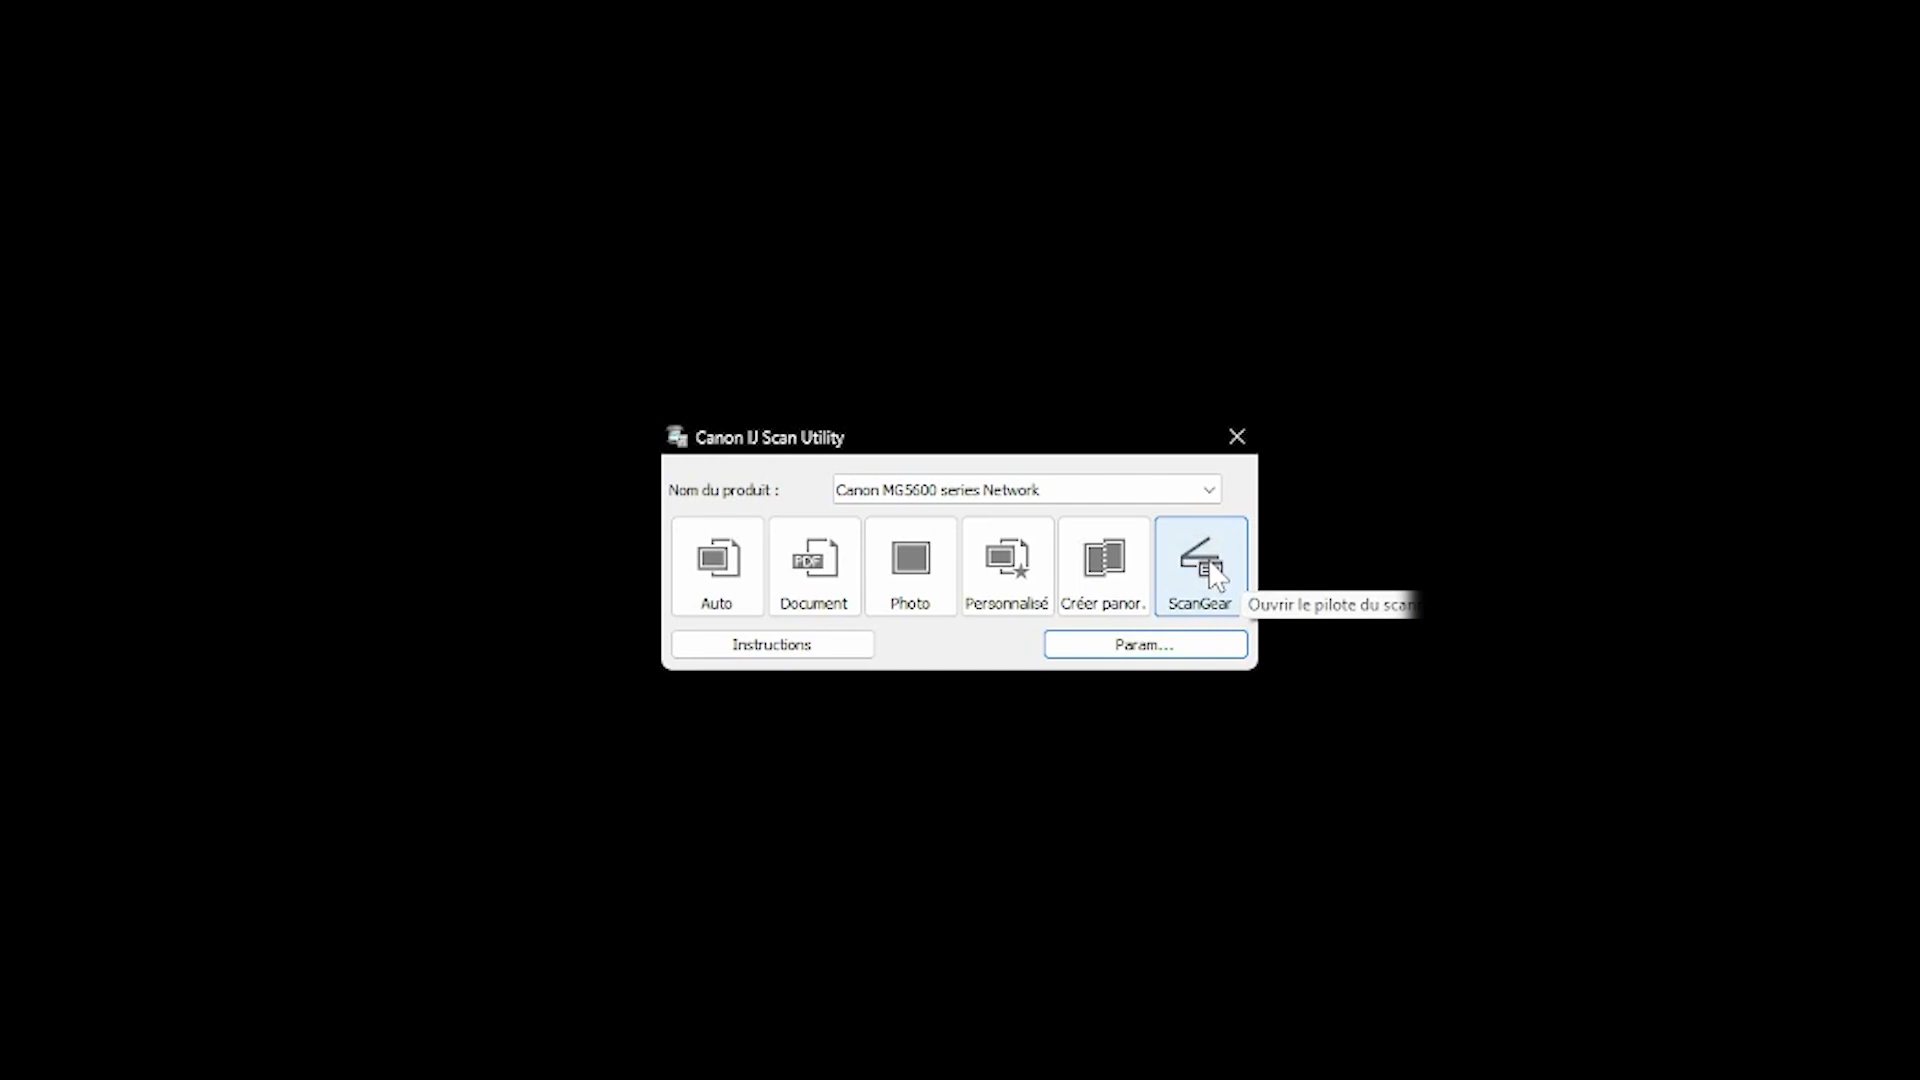 Canon IJ Scan Utility
Nom du produit :
Canon MG5600 series Network
PDF
Auto
Document
Photo
Personnalisé
Créer panor.
ScanGear
Ouvrir le pilote du scan
Instructions
Param...